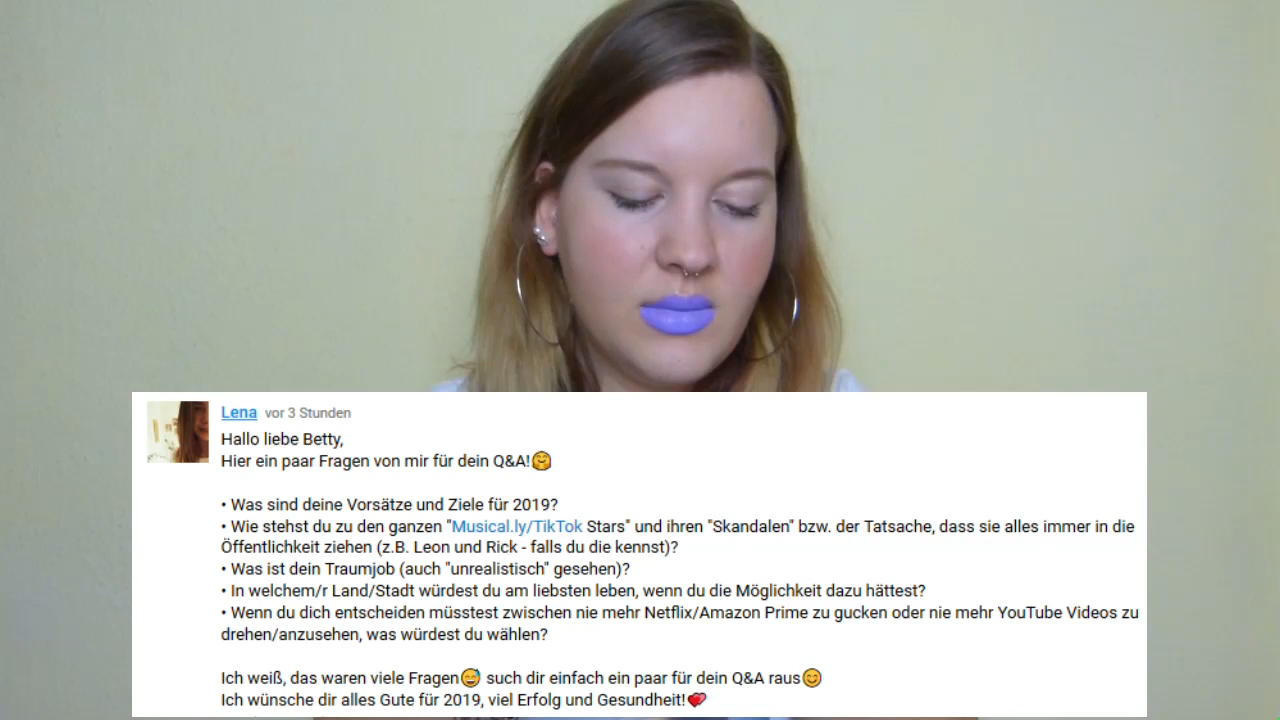 Lena vor 3 Stunden
Hallo liebe Betty,
Hier ein paar Fragen von mir für dein Q&A!🤗
• Was sind deine Vorsätze und Ziele für 2019?
• Wie stehst du zu den ganzen "Musical.ly/TikTok Stars" und ihren "Skandalen" bzw. der Tatsache, dass sie alles immer in die
Öffentlichkeit ziehen (z.B. Leon und Rick - falls du die kennst)?
• Was ist dein Traumjob (auch "unrealistisch" gesehen)?
• In welchem/r Land/Stadt würdest du am liebsten leben, wenn du die Möglichkeit dazu hättest?
• Wenn du dich entscheiden müsstest zwischen nie mehr Netflix/Amazon Prime zu gucken oder nie mehr YouTube Videos zu
drehen/anzusehen, was würdest du wählen?
Ich weiß, das waren viele Fragen😅 such dir einfach ein paar für dein Q&A raus😊
Ich wünsche dir alles Gute für 2019, viel Erfolg und Gesundheit!💕